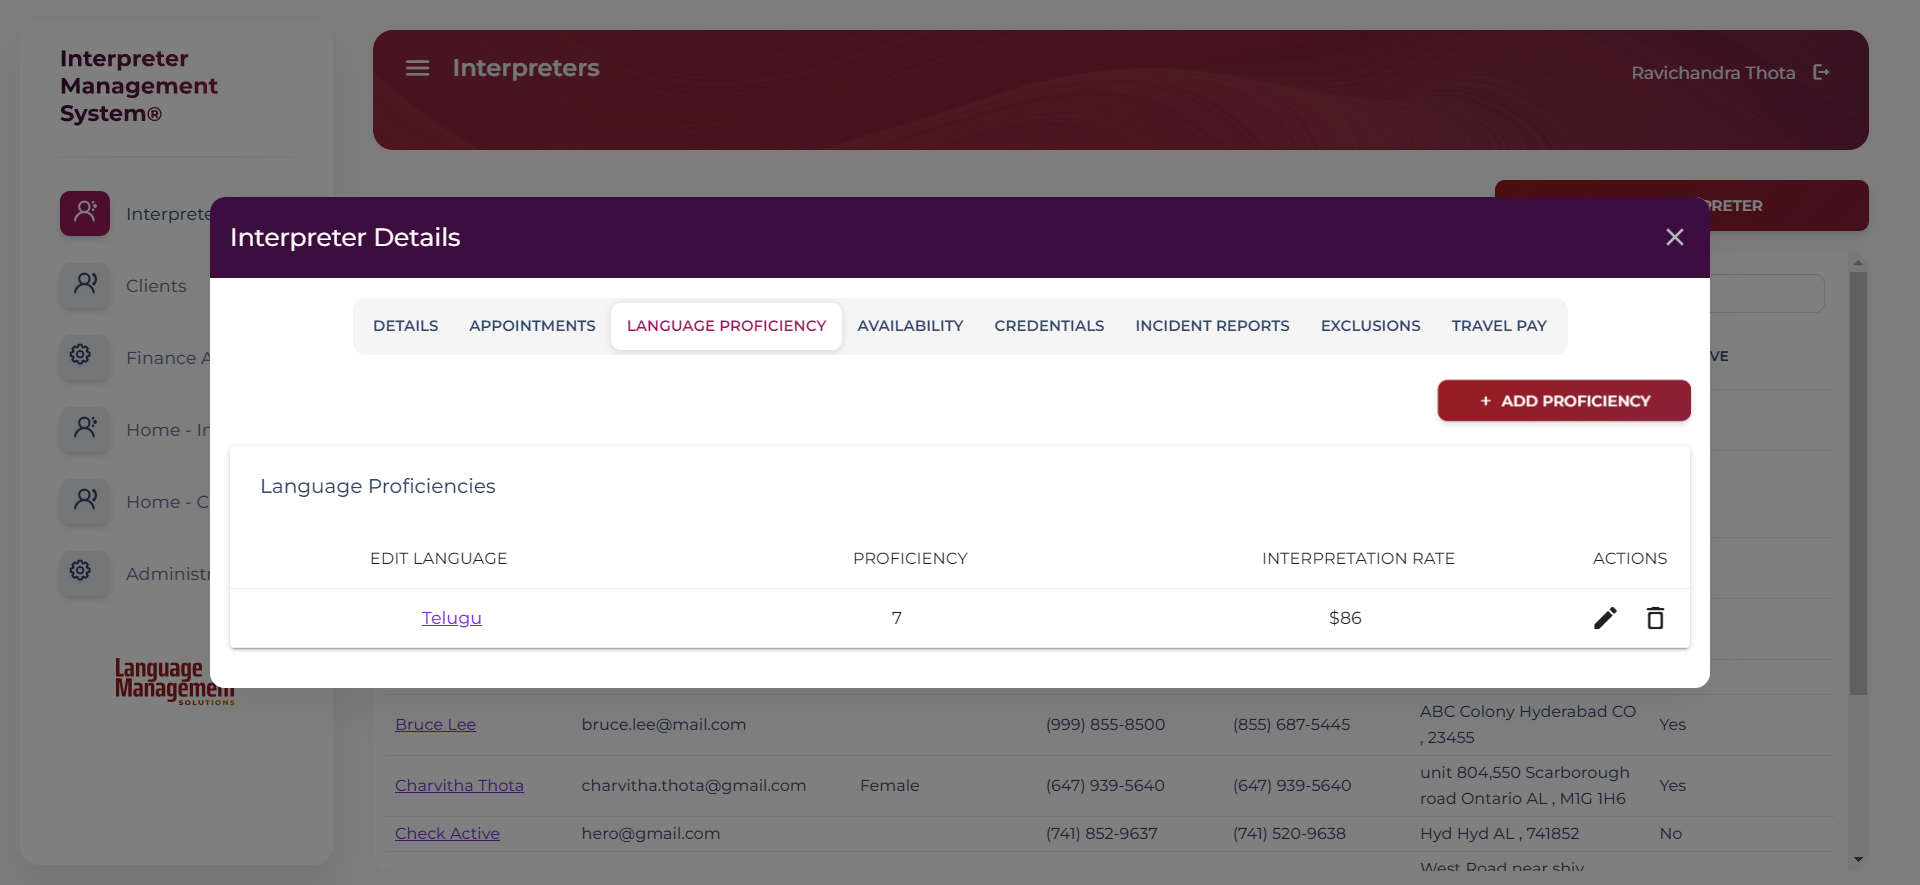 Interpreter
Management
System®
Interpreters
Ravichandra Thota
Clients
Finance A
Home - In
Home - C
Language
Management
SOLUTIONS
Interpreter Details
DETAILS APPOINTMENTS LANGUAGE PROFICIENCY AVAILABILITY CREDENTIALS INCIDENT REPORTS EXCLUSIONS TRAVEL PAY
+ ADD PROFICIENCY
Language Proficiencies
EDIT LANGUAGE PROFICIENCY INTERPRETATION RATE ACTIONS
Telugu 7 $86
Bruce Lee bruce.lee@mail.com (999) 855-8500 (855) 687-5445 ABC Colony Hyderabad CO Yes
, 23455
Charvitha Thota charvitha.thota@gmail.com Female (647) 939-5640 (647) 939-5640 unit 804,550 Scarborough Yes
road Ontario AL , M1G 1H6
Check Active hero@gmail.com (741) 852-9637 (741) 520-9638 Hyd Hyd AL , 741852 No
West Road near shiv